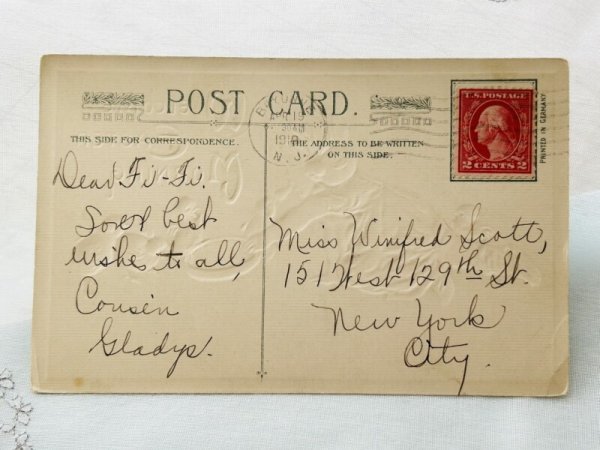 POST CARD.
THIS SIDE FOR CORRESPONDENCE.
THE ADDRESS TO BE WRITTEN
ON THIS SIDE.
N. J.
U.S. POSTAGE
2 CENTS 2
PRINTED IN GERMANY
Dear Fi-Fi.
best
wishes to all,
Cousin
Gladys.
Miss Winifred Scott,
151 West 129th St.
New York
City.